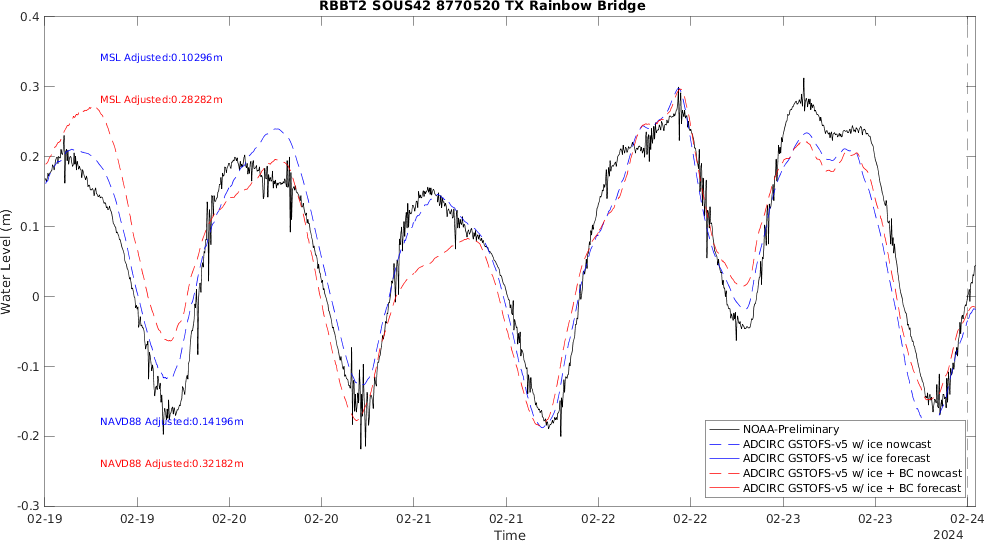 RBBT2 SOUS42 8770520 TX Rainbow Bridge
0.4
0.3
0.2
0.1
0
-0.1
-0.2
-0.3
Water Level (m)
MSL Adjusted:0.10296m
MSL Adjusted:0.28282m
NAVD88 Adjusted:0.14196m
NAVD88 Adjusted:0.32182m
NOAA-Preliminary
ADCIRC GSTOFS-v5 w/ ice nowcast
ADCIRC GSTOFS-v5 w/ ice forecast
ADCIRC GSTOFS-v5 w/ ice + BC nowcast
ADCIRC GSTOFS-v5 w/ ice + BC forecast
02-19 02-19 02-20 02-20 02-21 02-21 02-22 02-22 02-23 02-23 02-24
Time
2024